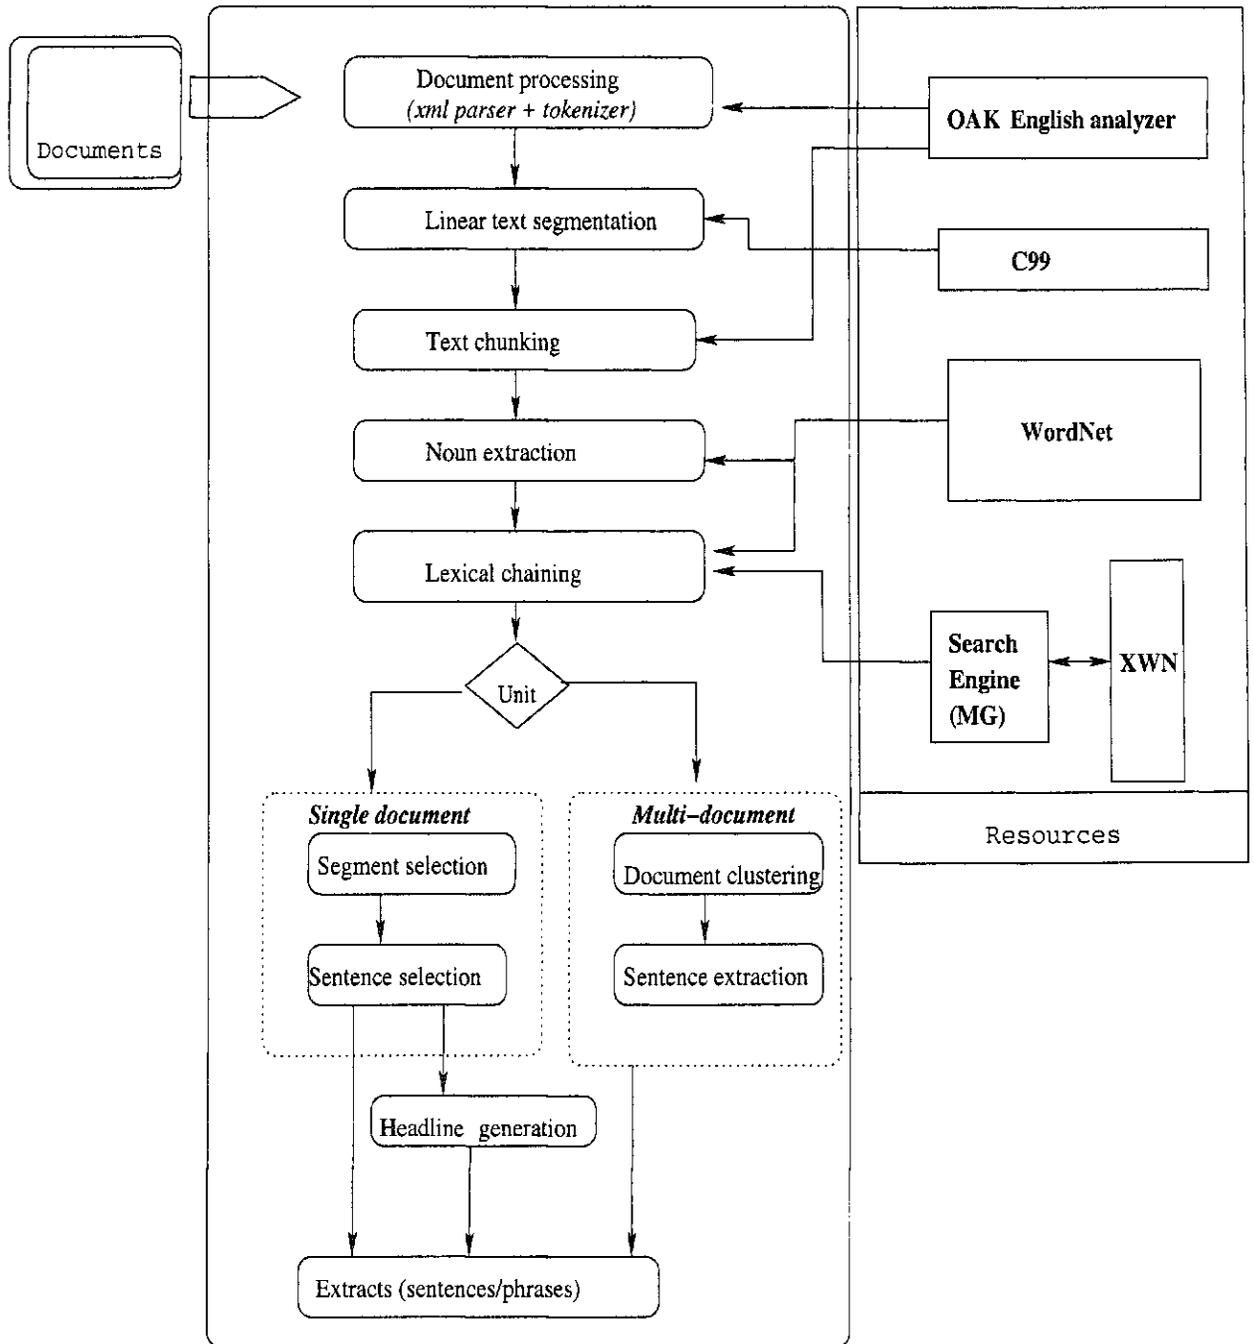 Documents
Document processing
(xml parser + tokenizer)
Linear text segmentation
Text chunking
Noun extraction
Lexical chaining
Unit
Single document
Segment selection
Sentence selection
Multi-document
Document clustering
Sentence extraction
Headline generation
Extracts (sentences/phrases)
OAK English analyzer
C99
WordNet
Search
Engine
(MG)
XWN
Resources